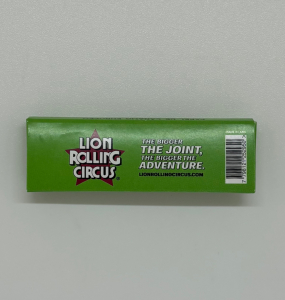 LION
ROLLING
CIRCUS
THE BIGGER
THE JOINT,
THE BIGGER THE
ADVENTURE.
LIONROLLINGCIRCUS.COM